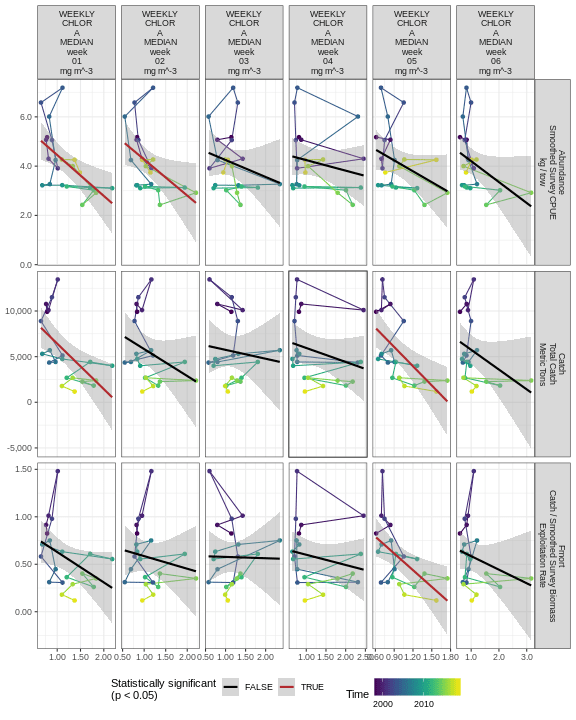 WEEKLY
CHLOR
A
MEDIAN
week
01
mg m^-3
WEEKLY
CHLOR
A
MEDIAN
week
02
mg m^-3
WEEKLY
CHLOR
A
MEDIAN
week
03
mg m^-3
WEEKLY
CHLOR
A
MEDIAN
week
04
mg m^-3
WEEKLY
CHLOR
A
MEDIAN
week
05
mg m^-3
WEEKLY
CHLOR
A
MEDIAN
week
06
mg m^-3
6.0
4.0
2.0
0.0
Abundance
Smoothed Survey CPUE
kg / tow
10,000
5,000
0
-5,000
Catch
Total Catch
Metric Tons
1.50
1.00
0.50
0.00
Fmort
Catch / Smoothed Survey Biomass
Exploitation Rate
1.00 1.50 2.00
0.50 1.00 1.50 2.00
0.50 1.00 1.50 2.00
0.50 1.00 1.50 2.00 2.50
0.60 0.90 1.20 1.50 1.80
1.0 2.0 3.0
Statistically significant
(p < 0.05)
FALSE
TRUE
Time
2000 2010